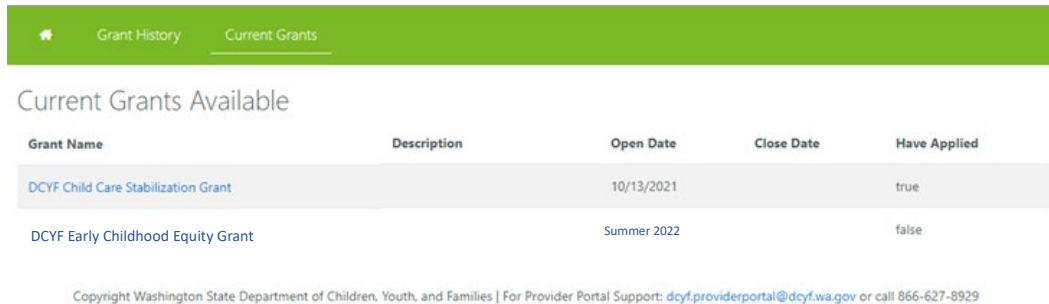 Grant History Current Grants
Current Grants Available
Grant Name Description Open Date Close Date Have Applied
DCYF Child Care Stabilization Grant 10/13/2021 true
DCYF Early Childhood Equity Grant Summer 2022 false
Copyright Washington State Department of Children, Youth, and Families | For Provider Portal Support: dcyf.providerportal@dcyf.wa.gov or call 866-627-8929